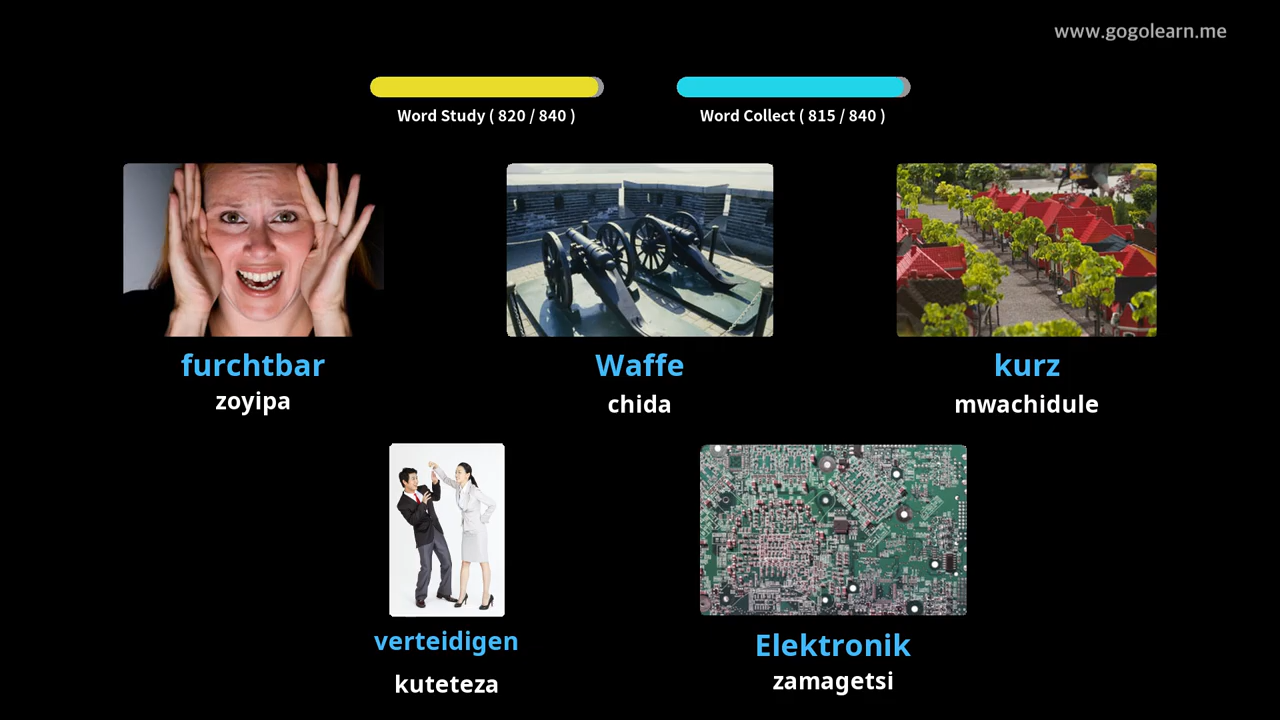 www.gogolearn.me
Word Study ( 820 / 840 )
Word Collect ( 815 / 840 )
furchtbar
zoyipa
Waffe
chida
kurz
mwachidule
verteidigen
kuteteza
Elektronik
zamagetsi